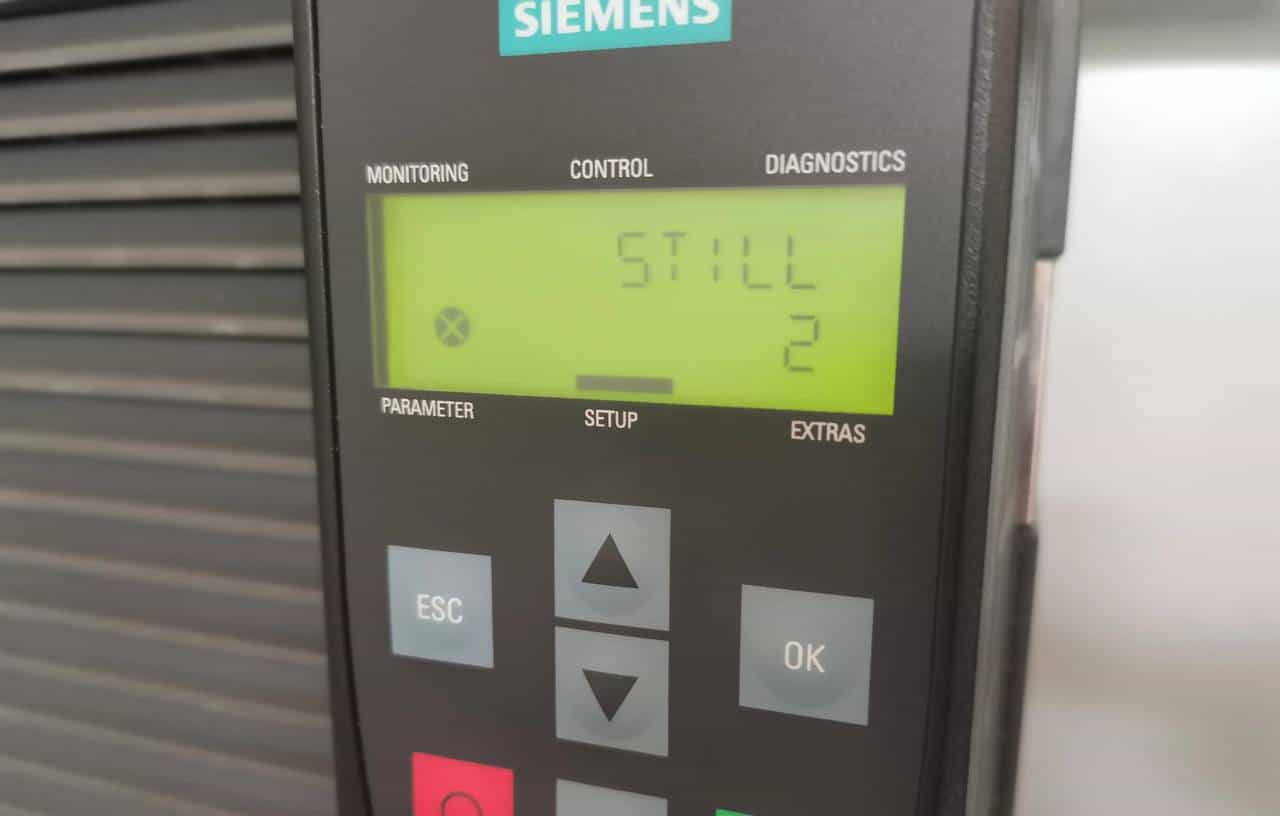 SIEMENS
MONITORING CONTROL DIAGNOSTICS
STILL
2
PARAMETER SETUP EXTRAS
ESC
OK